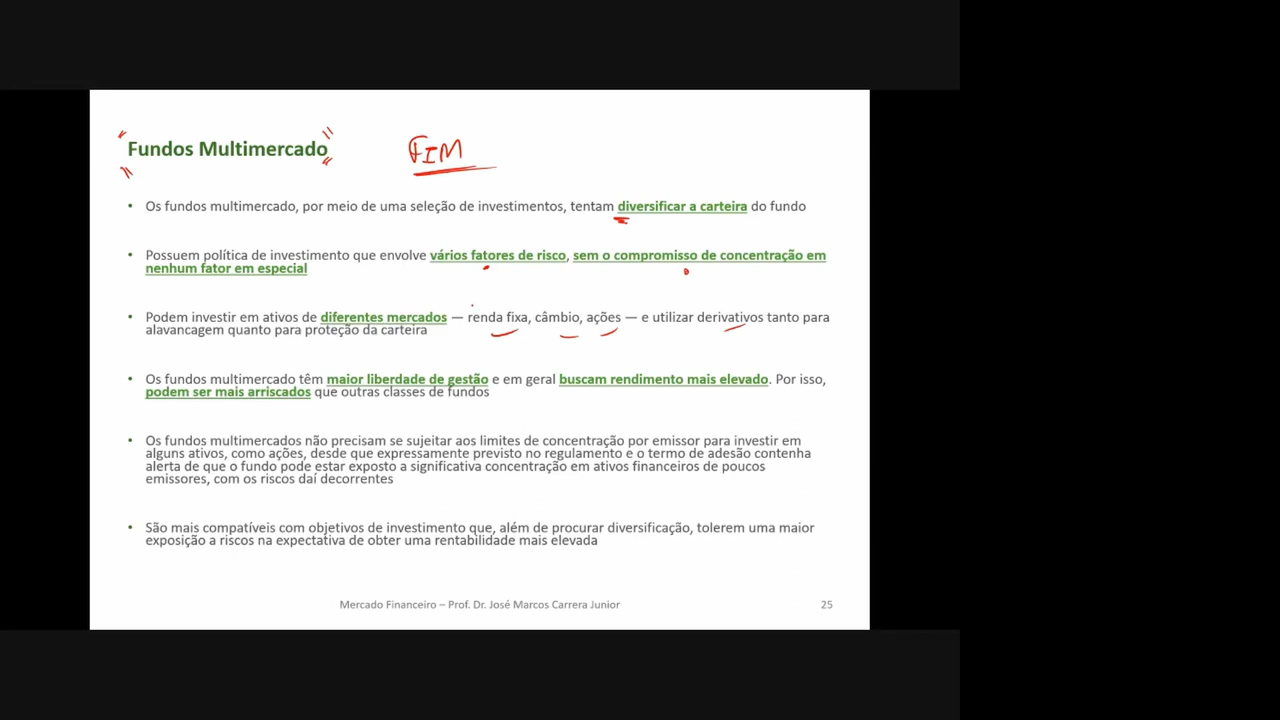 Fundos Multimercado
FIM
• Os fundos multimercado, por meio de uma seleção de investimentos, tentam diversificar a carteira do fundo
• Possuem política de investimento que envolve vários fatores de risco, sem o compromisso de concentração em
nenhum fator em especial
• Podem investir em ativos de diferentes mercados — renda fixa, câmbio, ações — e utilizar derivativos tanto para
alavancagem quanto para proteção da carteira
• Os fundos multimercado têm maior liberdade de gestão e em geral buscam rendimento mais elevado. Por isso,
podem ser mais arriscados que outras classes de fundos
• Os fundos multimercados não precisam se sujeitar aos limites de concentração por emissor para investir em
alguns ativos, como ações, desde que expressamente previsto no regulamento e o termo de adesão contenha
alerta de que o fundo pode estar exposto a significativa concentração em ativos financeiros de poucos
emissores, com os riscos daí decorrentes
• São mais compatíveis com objetivos de investimento que, além de procurar diversificação, tolerem uma maior
exposição a riscos na expectativa de obter uma rentabilidade mais elevada
Mercado Financeiro – Prof. Dr. José Marcos Carrera Junior
25